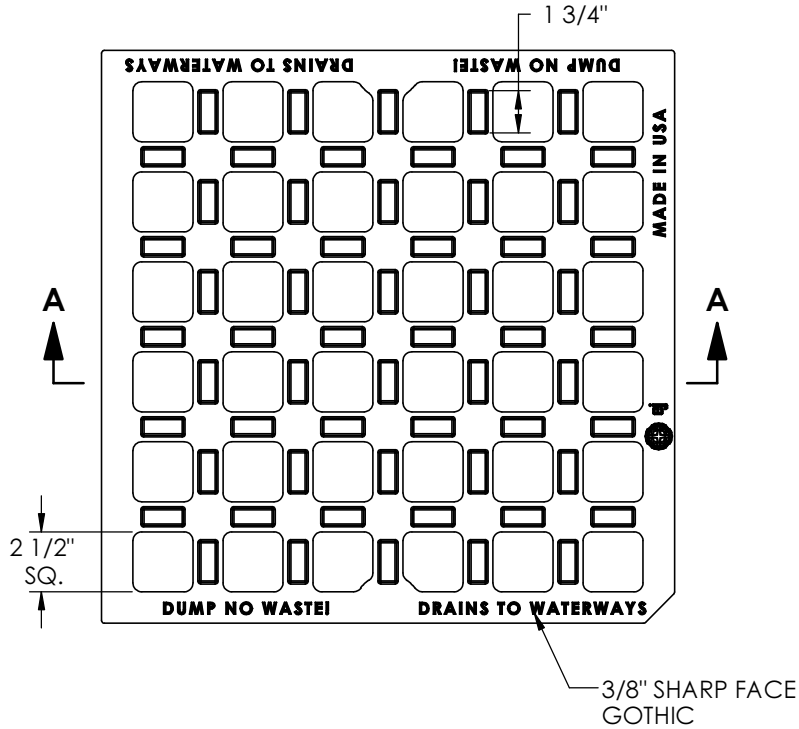 1 3/4"
DRAINS TO WATERWAYS
DUMP NO WASTE!
MADE IN USA
A
A
ej
2 1/2"
SQ.
DUMP NO WASTE!
DRAINS TO WATERWAYS
3/8" SHARP FACE
GOTHIC